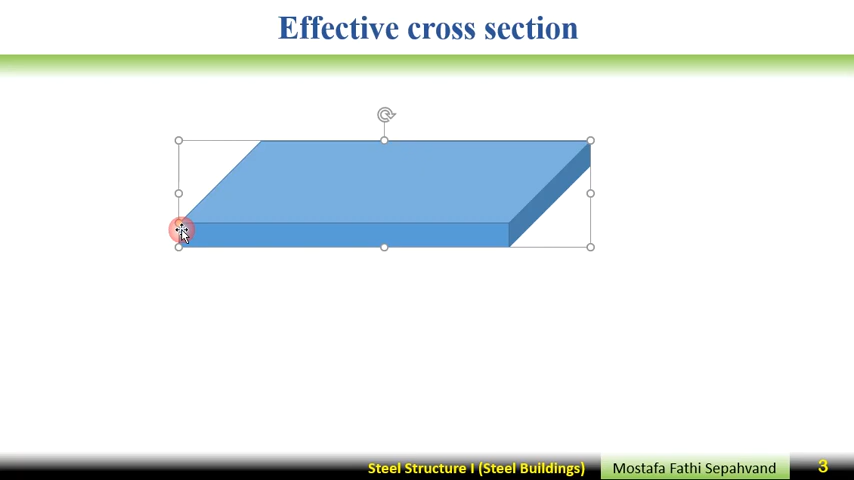 Effective cross section
Steel Structure I (Steel Buildings)
Mostafa Fathi Sepahvand
3